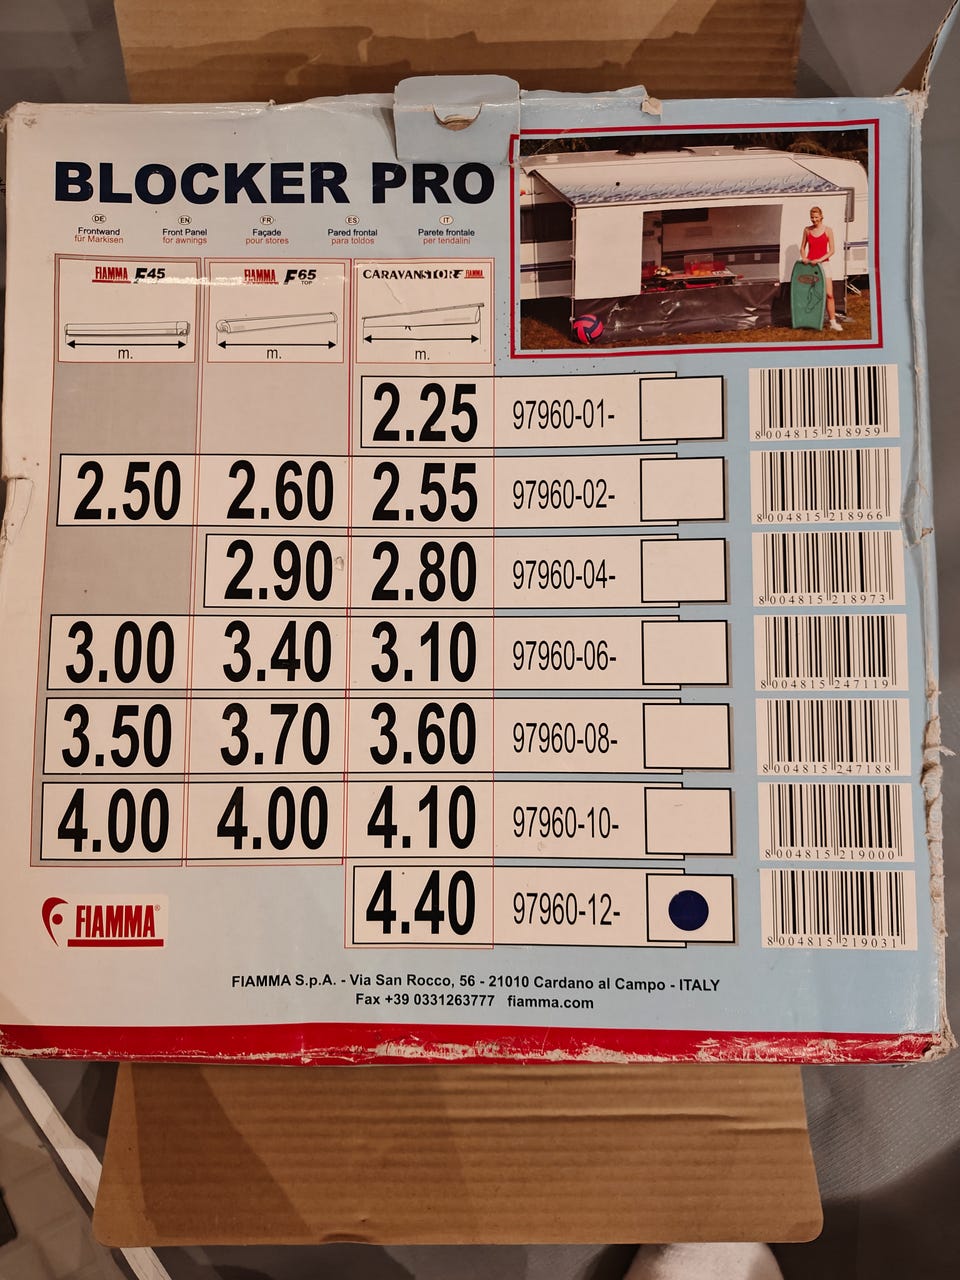 BLOCKER PRO
DE EN FR ES IT
Frontwand Front Panel Façade Pared frontal Parete frontale
für Markisen for awnings pour stores para toldos per tendalini
FIAMMA F45 FIAMMA F65 TOP CARAVANSTORE FIAMMA
m. m. m.
2.25 97960-01- 8 004815 218959
2.50 2.60 2.55 97960-02- 8 004815 218966
2.90 2.80 97960-04- 8 004815 218973
3.00 3.40 3.10 97960-06- 8 004815 247119
3.50 3.70 3.60 97960-08- 8 004815 247188
4.00 4.00 4.10 97960-10- 8 004815 219000
4.40 97960-12- 8 004815 219031
FIAMMA®
FIAMMA S.p.A. - Via San Rocco, 56 - 21010 Cardano al Campo - ITALY
Fax +39 0331263777 fiamma.com